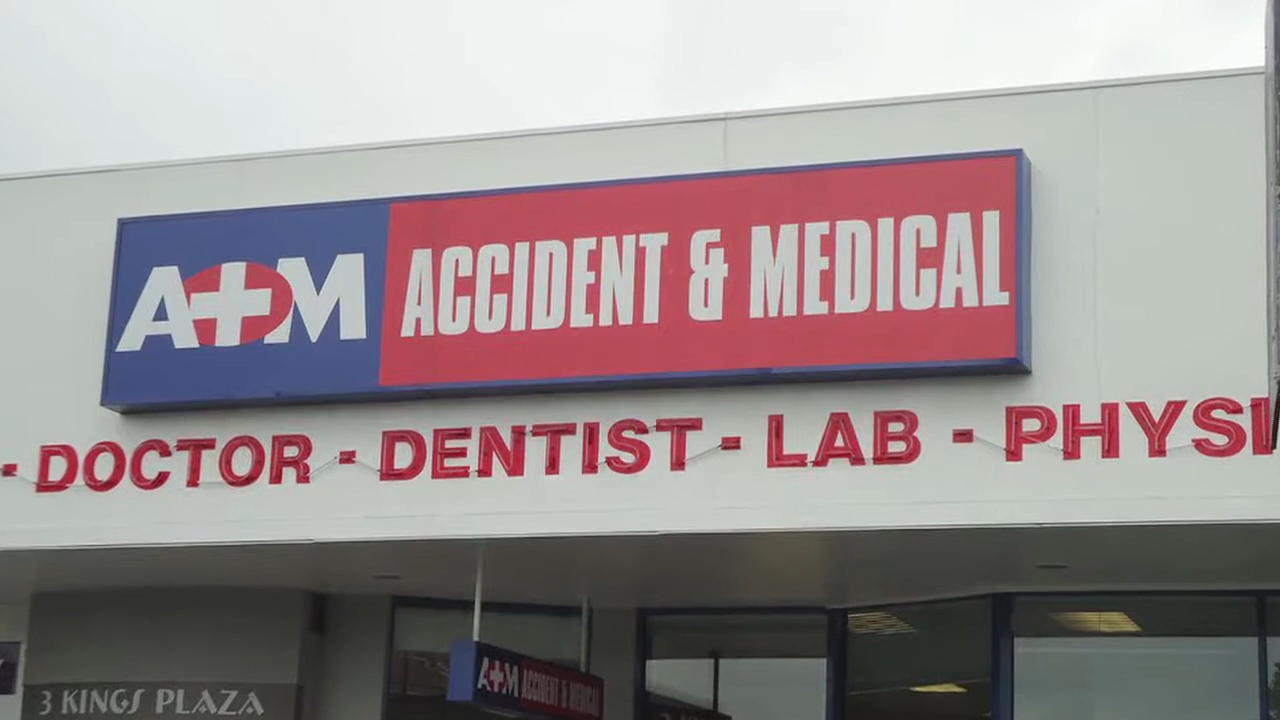 A+M ACCIDENT & MEDICAL
- DOCTOR - DENTIST - LAB - PHYSI
A+M ACCIDENT & MEDICAL
3 KINGS PLAZA